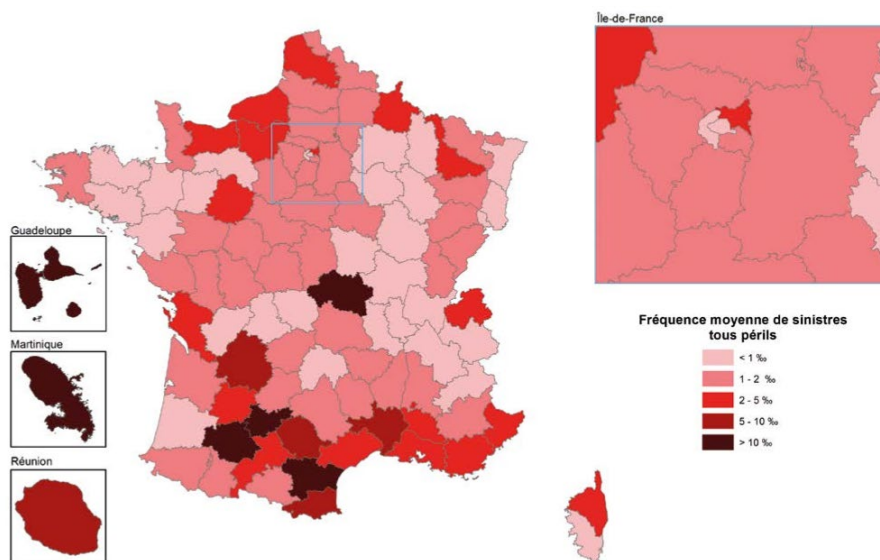 Île-de-France
Guadeloupe
Martinique
Réunion
Fréquence moyenne de sinistres
tous périls
< 1 ‰
1 - 2 ‰
2 - 5 ‰
5 - 10 ‰
> 10 ‰